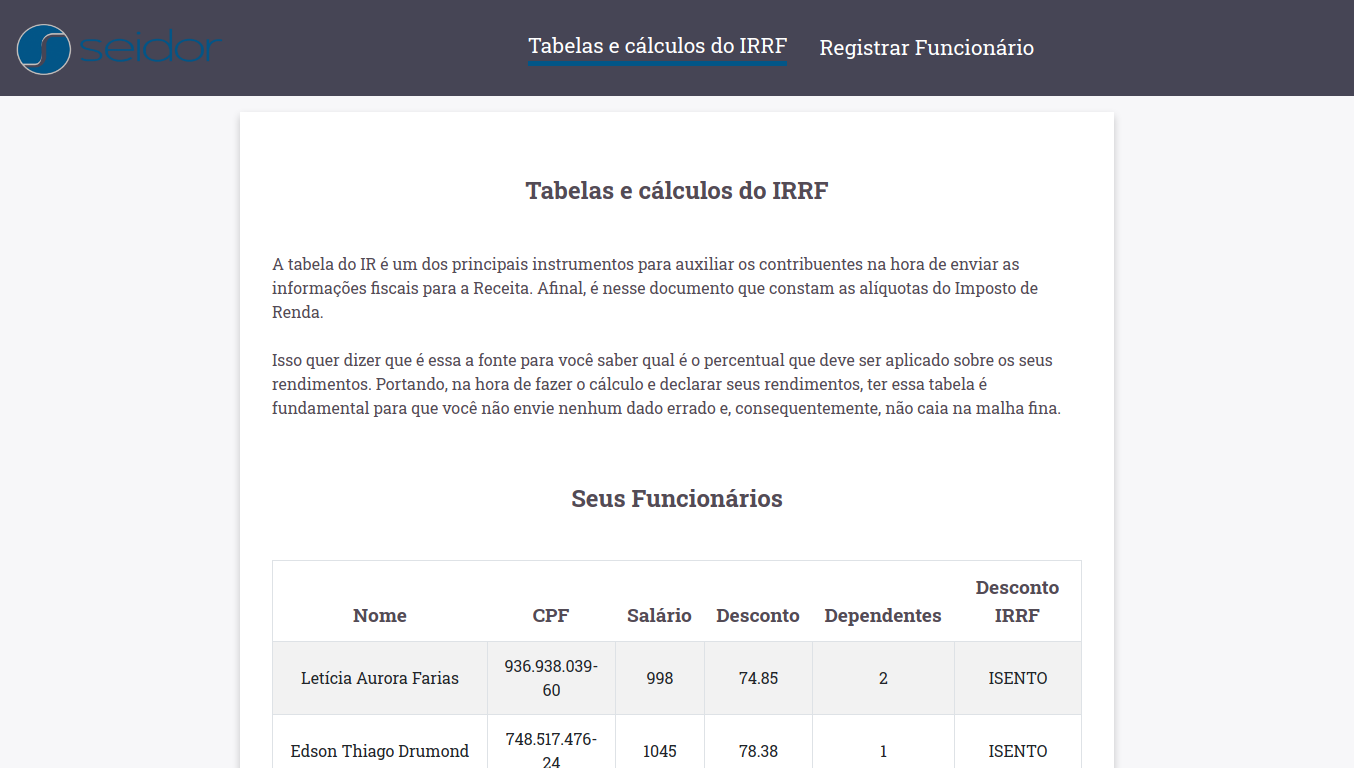 seidor
Tabelas e cálculos do IRRF
Registrar Funcionário
Tabelas e cálculos do IRRF
A tabela do IR é um dos principais instrumentos para auxiliar os contribuentes na hora de enviar as
informações fiscais para a Receita. Afinal, é nesse documento que constam as alíquotas do Imposto de
Renda.
Isso quer dizer que é essa a fonte para você saber qual é o percentual que deve ser aplicado sobre os seus
rendimentos. Portando, na hora de fazer o cálculo e declarar seus rendimentos, ter essa tabela é
fundamental para que você não envie nenhum dado errado e, consequentemente, não caia na malha fina.
Seus Funcionários
Nome CPF Salário Desconto Dependentes Desconto
IRRF
Letícia Aurora Farias 936.938.039- 998 74.85 2 ISENTO
60
Edson Thiago Drumond 748.517.476- 1045 78.38 1 ISENTO
24